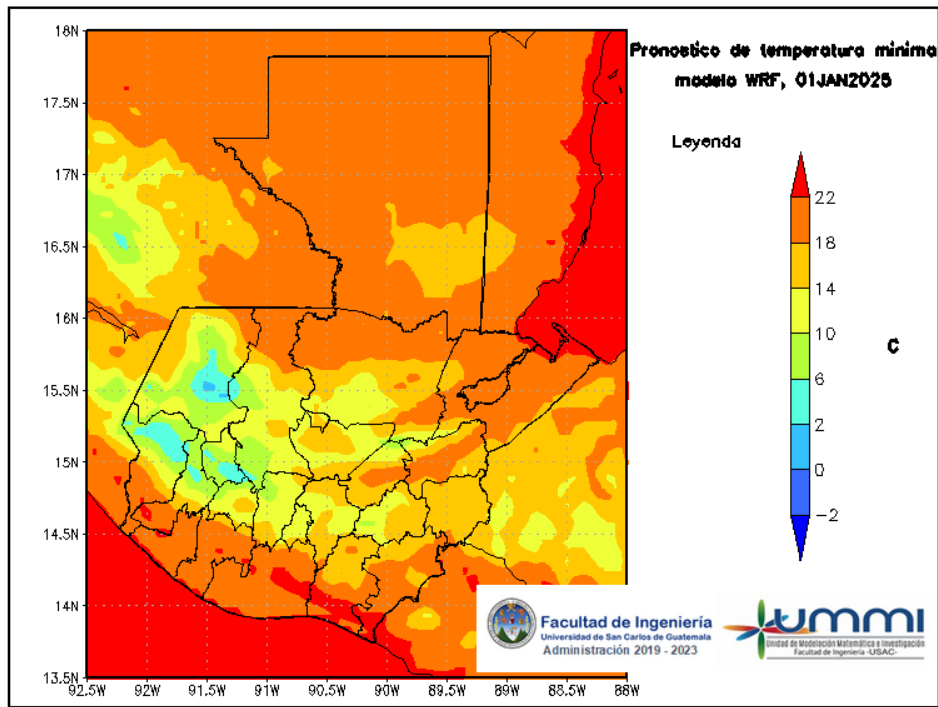 Pronostico de temperatura minima
modelo WRF, 01JAN2025
Leyenda
22
18
14
10
6
2
0
−2
C
18N
17.5N
17N
16.5N
16N
15.5N
15N
14.5N
14N
13.5N
92.5W
92W
91.5W
91W
90.5W
90W
89.5W
89W
88.5W
88W
Facultad de Ingeniería
Universidad de San Carlos de Guatemala
Administración 2019 - 2023
ummi
Unidad de Modelación Matemática e Investigación
Facultad de Ingeniería -USAC-